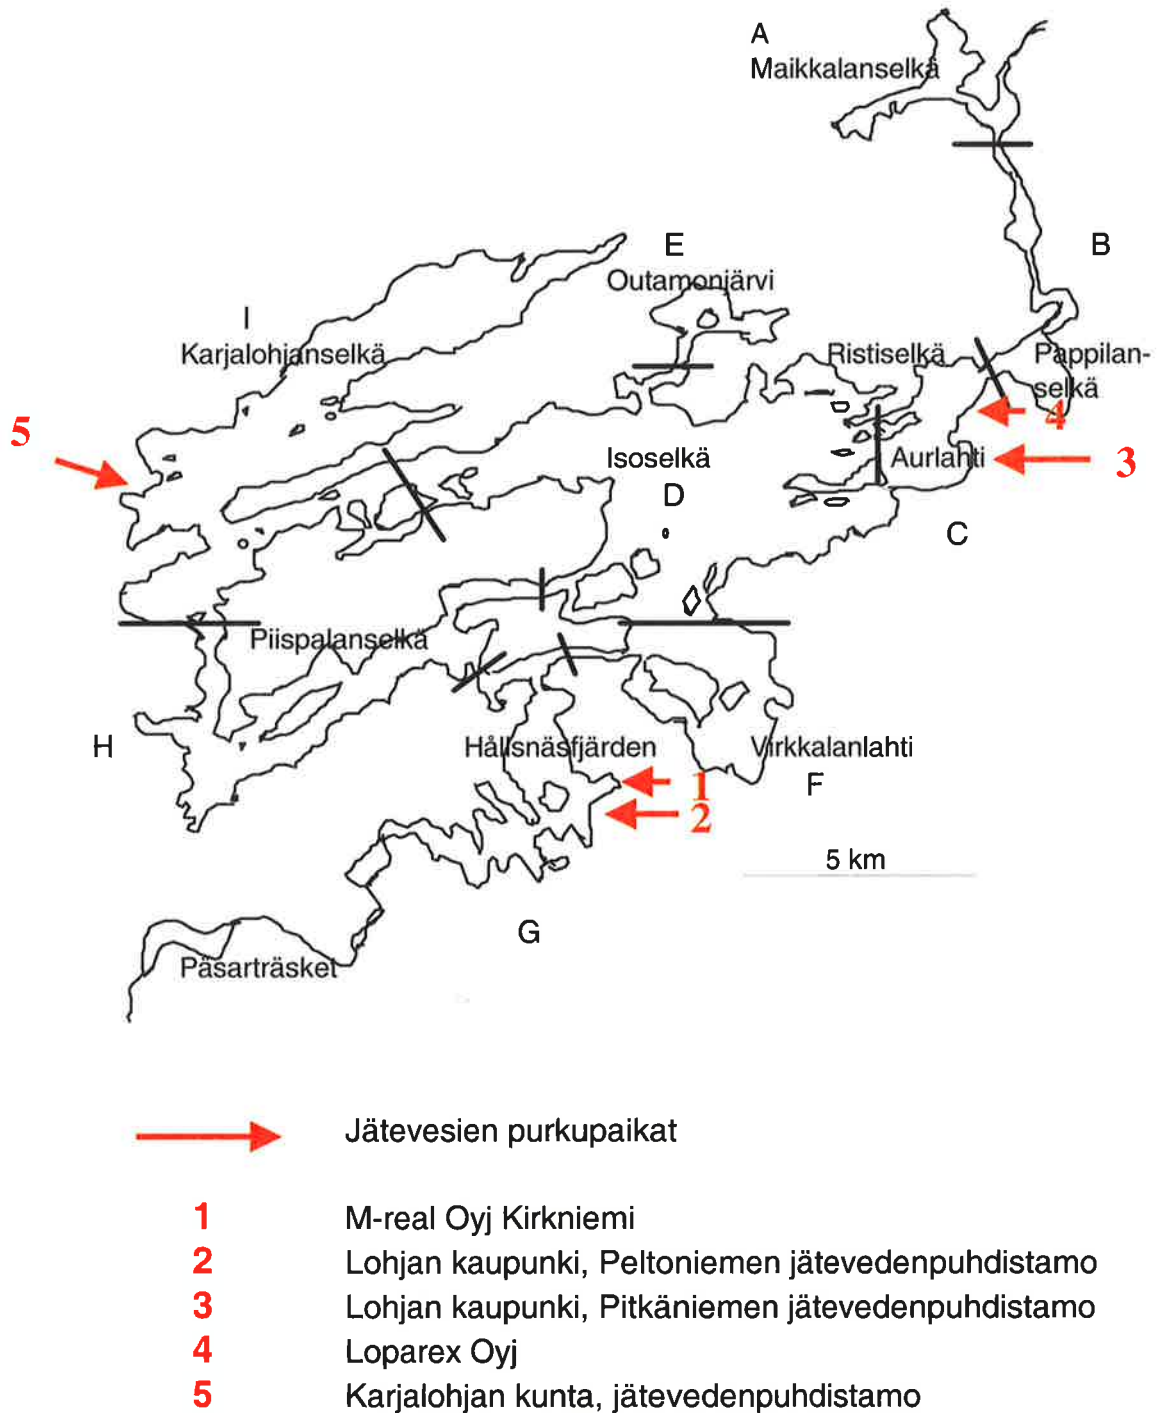 A
Maikkalanselkä
B
E
Outamonjärvi
I
Karjalohjanselkä
Ristiselkä
Pappilan-
selkä
4
5
Isoselkä
Aurlahti
3
D
C
Piispalanselkä
H
Hållsnäsfjärden
Virkkalanlahti
1
F
2
5 km
G
Päsarträsket
Jätevesien purkupaikat
1 M-real Oyj Kirkniemi
2 Lohjan kaupunki, Peltoniemen jätevedenpuhdistamo
3 Lohjan kaupunki, Pitkäniemen jätevedenpuhdistamo
4 Loparex Oyj
5 Karjalohjan kunta, jätevedenpuhdistamo